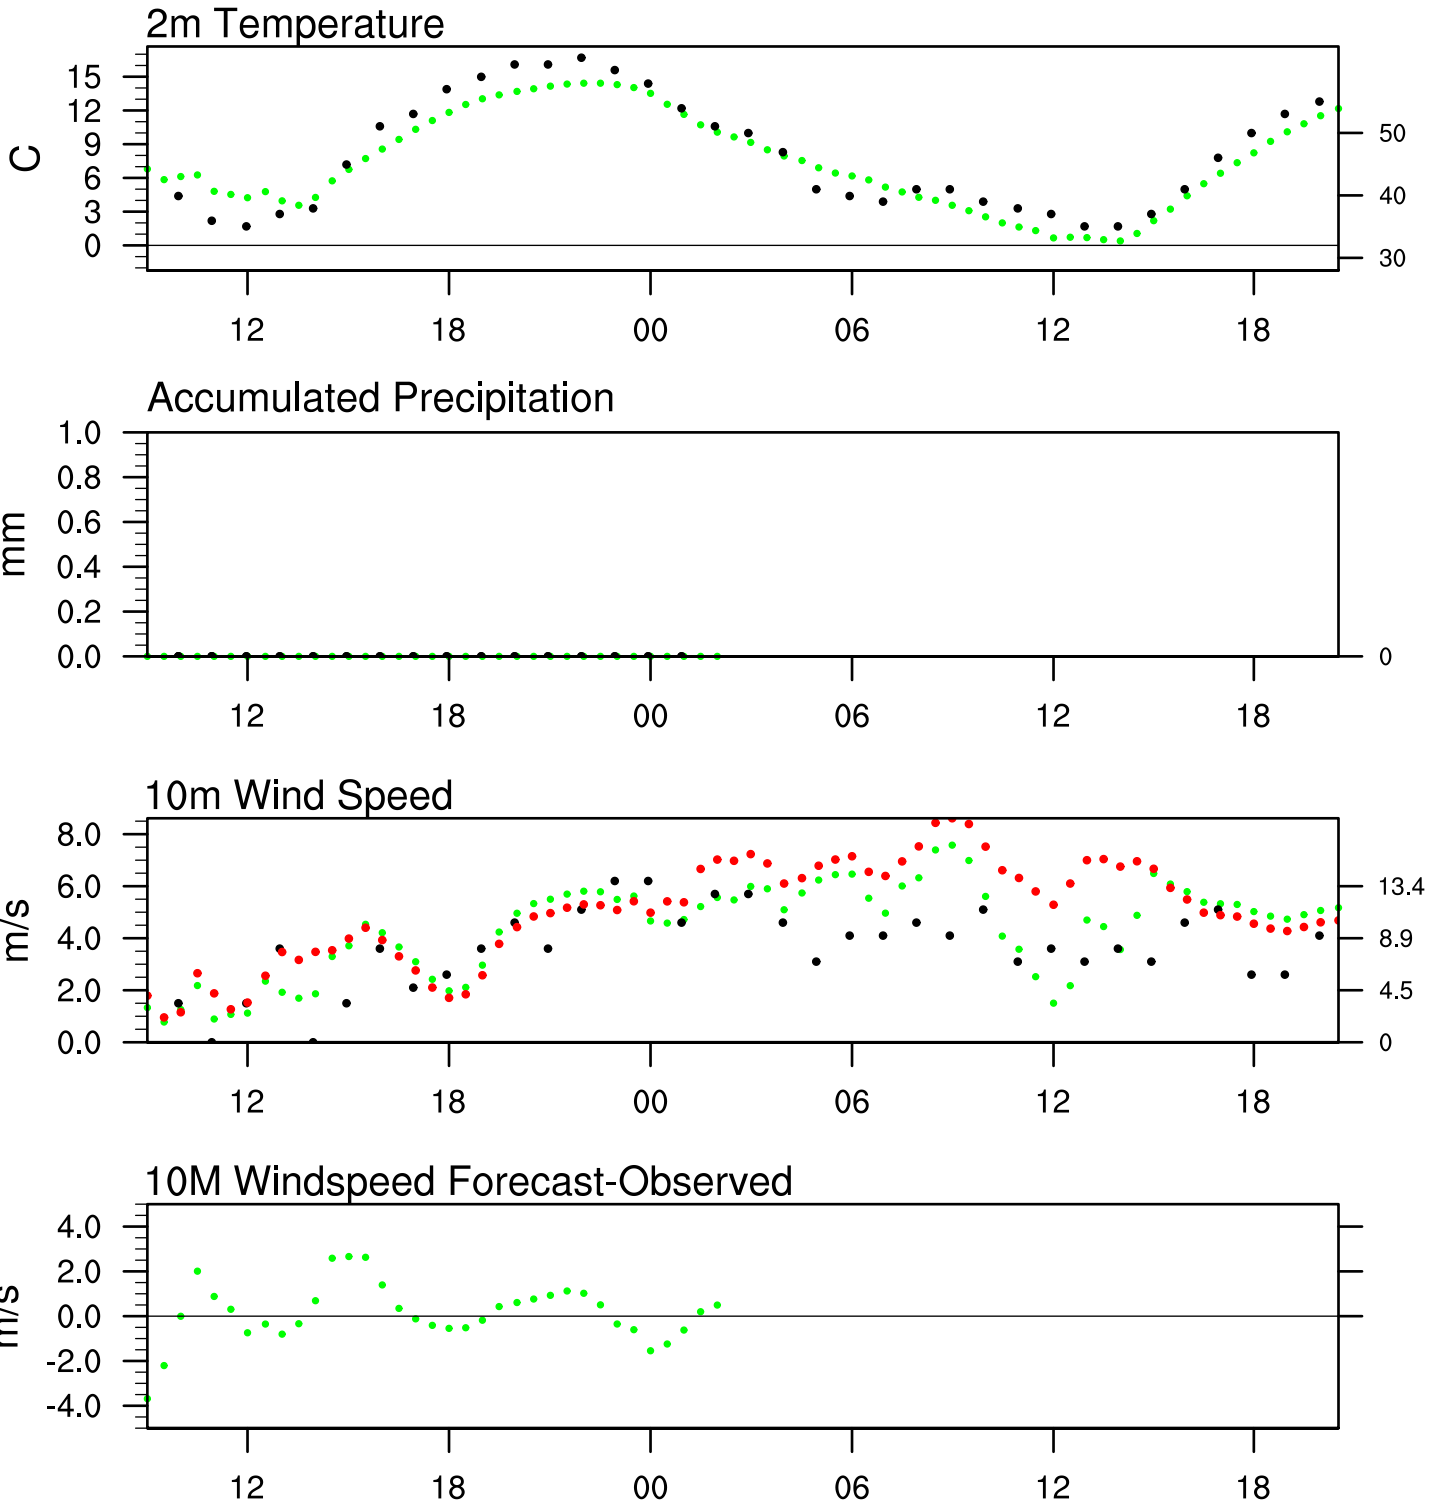 2m Temperature
15
12
9
6
3
0
C
50
40
30
12 18 00 06 12 18
Accumulated Precipitation
1.0
0.8
0.6
0.4
0.2
0.0
mm
0
12 18 00 06 12 18
10m Wind Speed
8.0
6.0
4.0
2.0
0.0
m/s
13.4
8.9
4.5
0
12 18 00 06 12 18
10M Windspeed Forecast-Observed
4.0
2.0
0.0
-2.0
-4.0
m/s
12 18 00 06 12 18